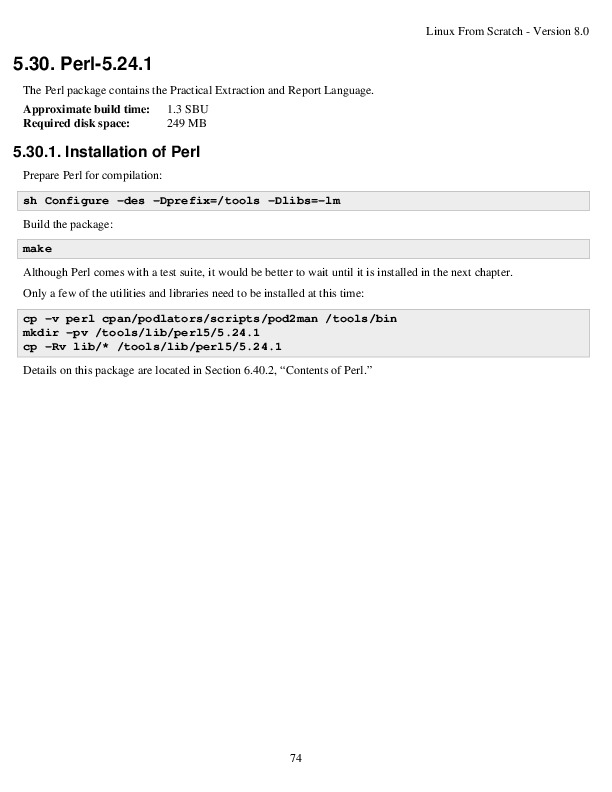 Linux From Scratch - Version 8.0
5.30. Perl-5.24.1
The Perl package contains the Practical Extraction and Report Language.
Approximate build time: 1.3 SBU
Required disk space: 249 MB
5.30.1. Installation of Perl
Prepare Perl for compilation:
sh Configure -des -Dprefix=/tools -Dlibs=-lm
Build the package:
make
Although Perl comes with a test suite, it would be better to wait until it is installed in the next chapter.
Only a few of the utilities and libraries need to be installed at this time:
cp -v perl cpan/podlators/scripts/pod2man /tools/bin
mkdir -pv /tools/lib/perl5/5.24.1
cp -Rv lib/* /tools/lib/perl5/5.24.1
Details on this package are located in Section 6.40.2, “Contents of Perl.”
74